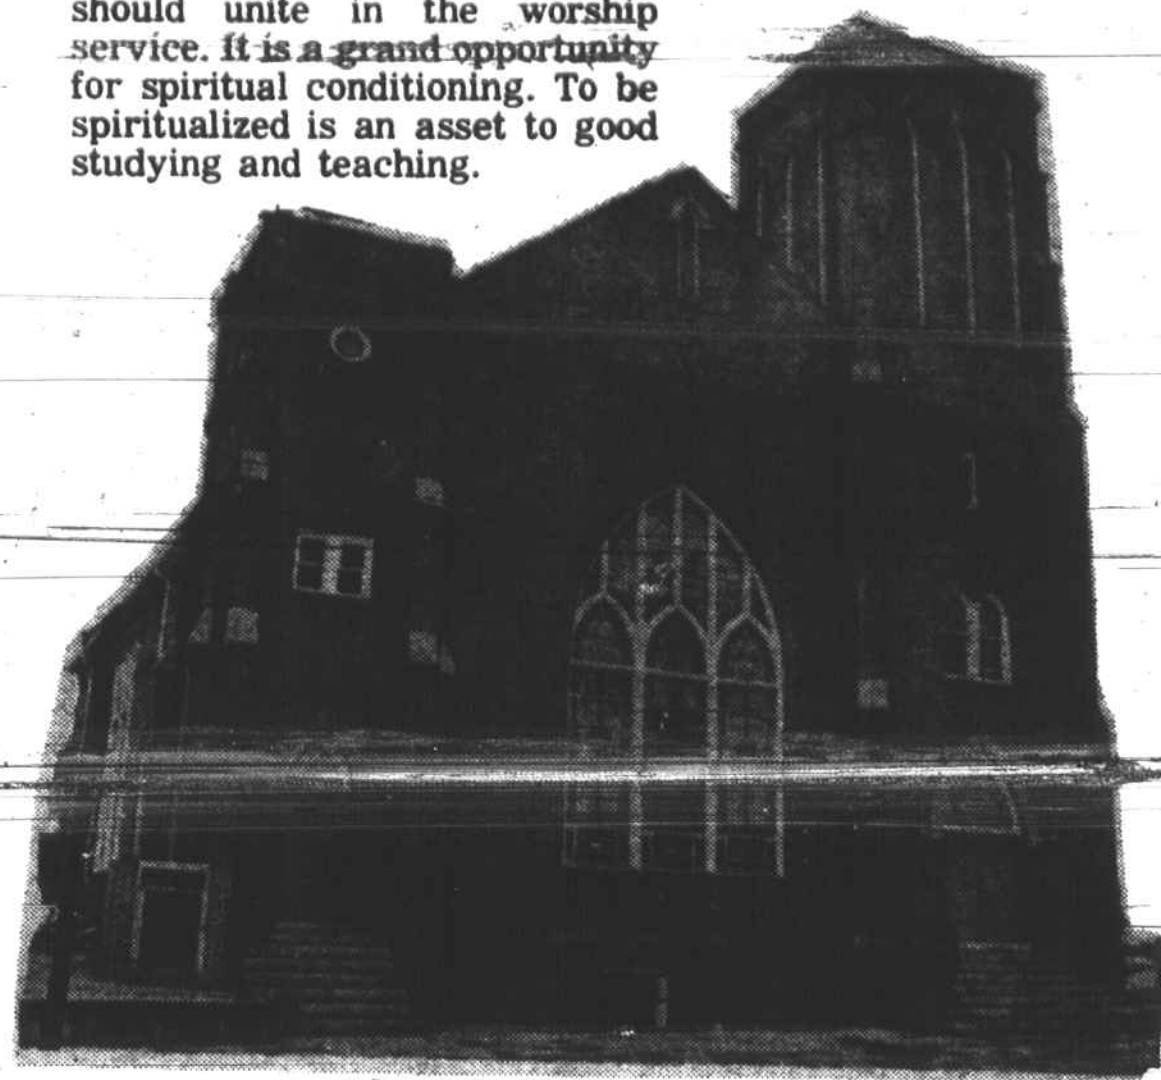 should unite in the worship
service. It is a grand opportunity
for spiritual conditioning. To be
spiritualized is an asset to good
studying and teaching.